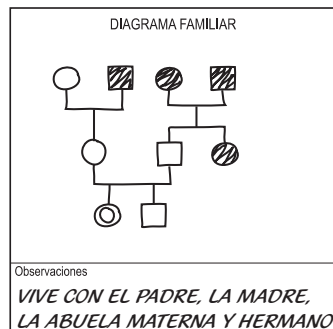 DIAGRAMA FAMILIAR
Observaciones
VIVE CON EL PADRE, LA MADRE,
LA ABUELA MATERNA Y HERMANO